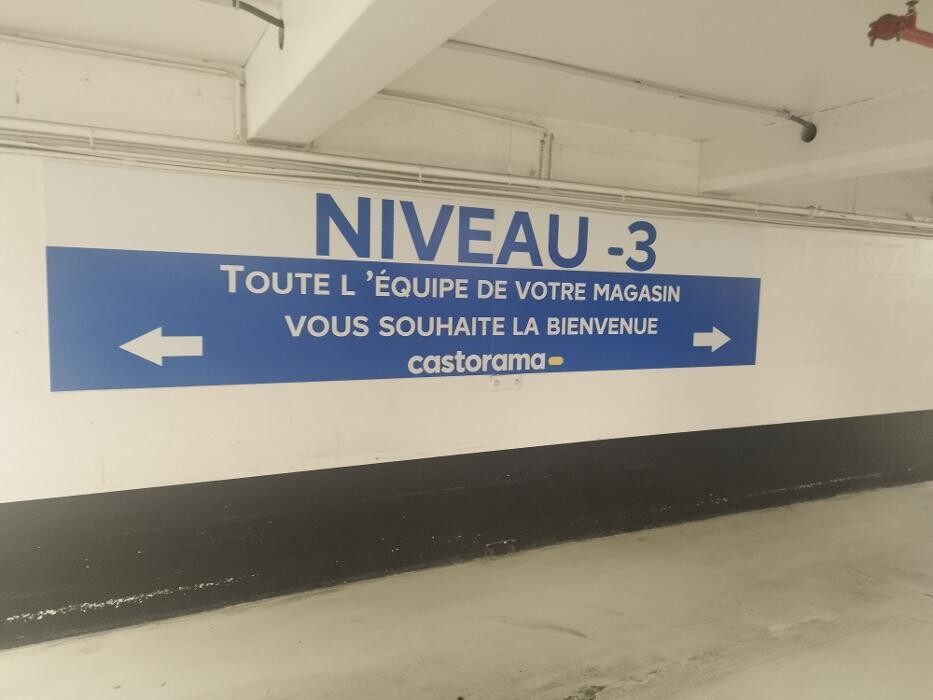 NIVEAU -3
TOUTE L 'ÉQUIPE DE VOTRE MAGASIN
VOUS SOUHAITE LA BIENVENUE
castorama